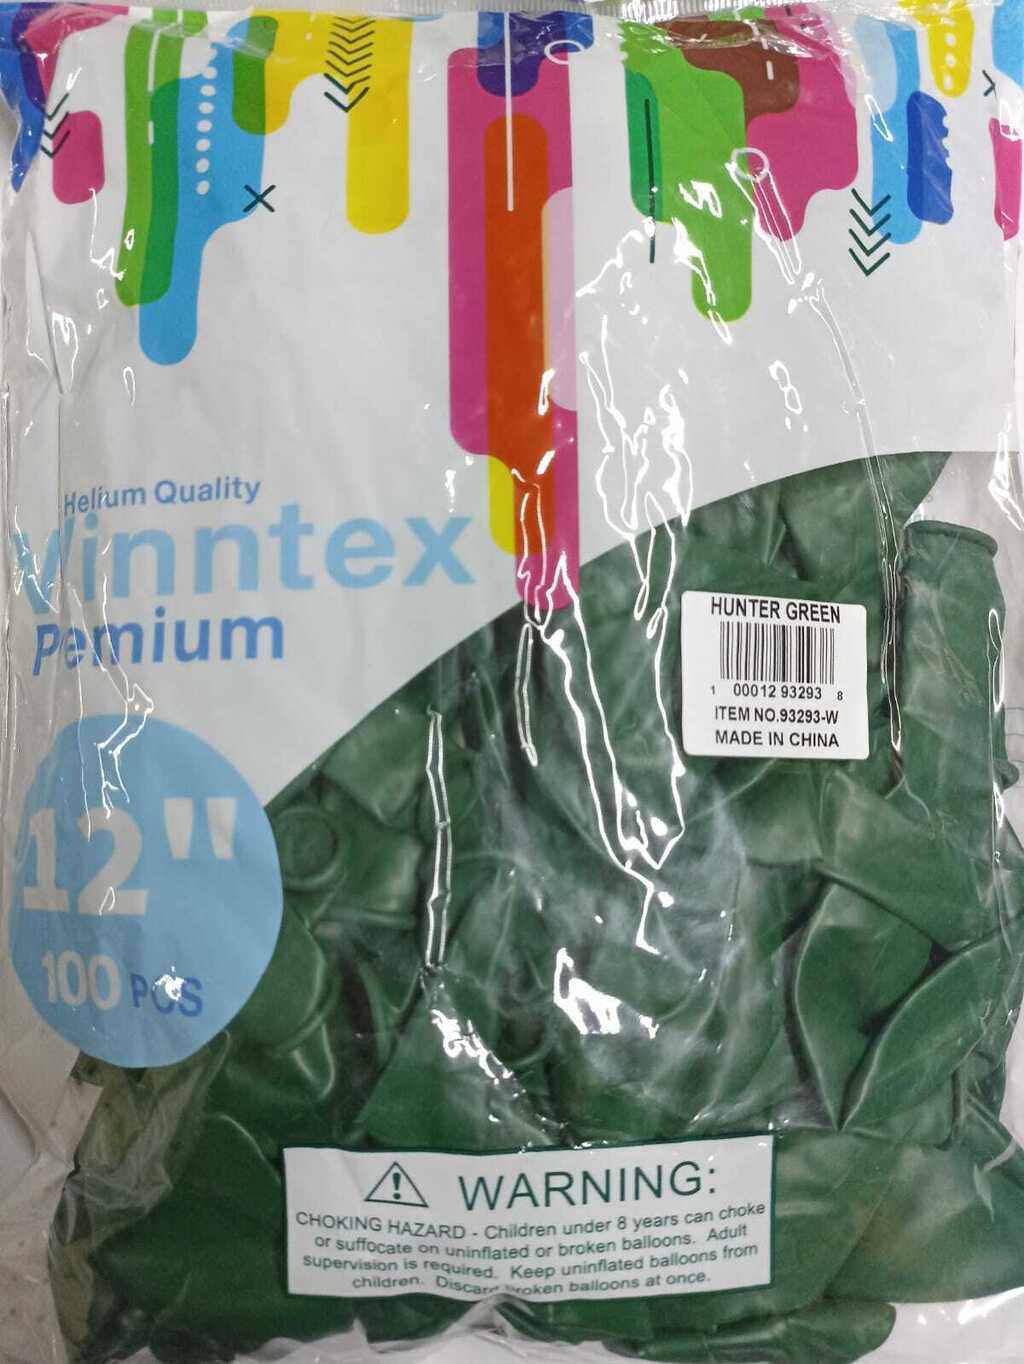 Helium Quality
Vinntex
Pemium
12"
100 PCS
HUNTER GREEN
1 00012 93293 8
ITEM NO.93293-W
MADE IN CHINA
WARNING:
CHOKING HAZARD - Children under 8 years can choke
or suffocate on uninflated or broken balloons. Adult
supervision is required. Keep uninflated balloons from
children. Discard broken balloons at once.